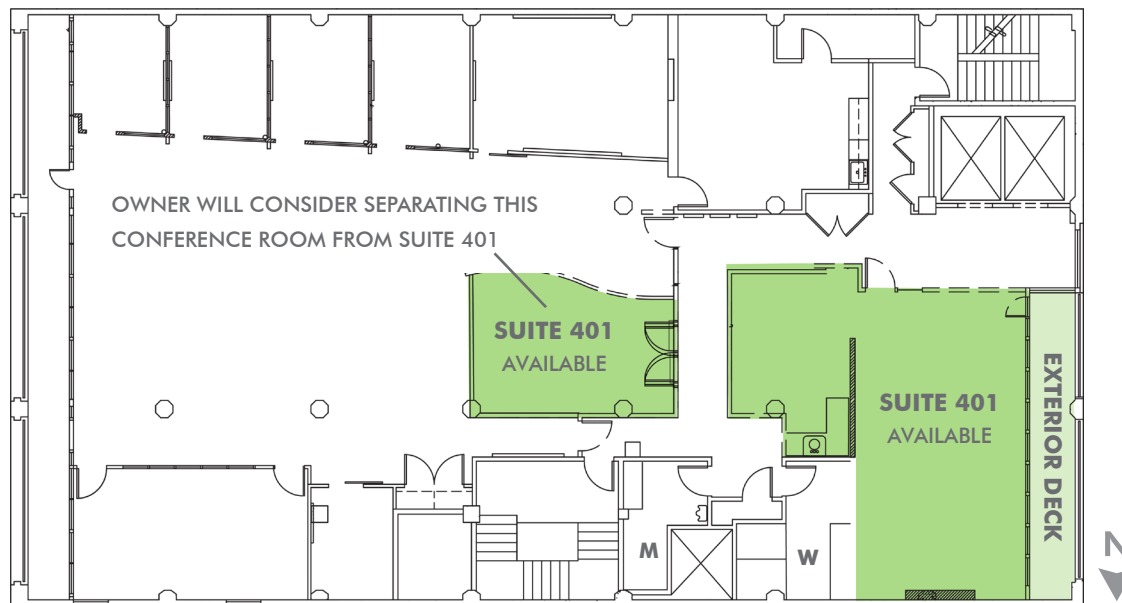 OWNER WILL CONSIDER SEPARATING THIS
CONFERENCE ROOM FROM SUITE 401
SUITE 401
AVAILABLE
SUITE 401
AVAILABLE
EXTERIOR DECK
M
W
N